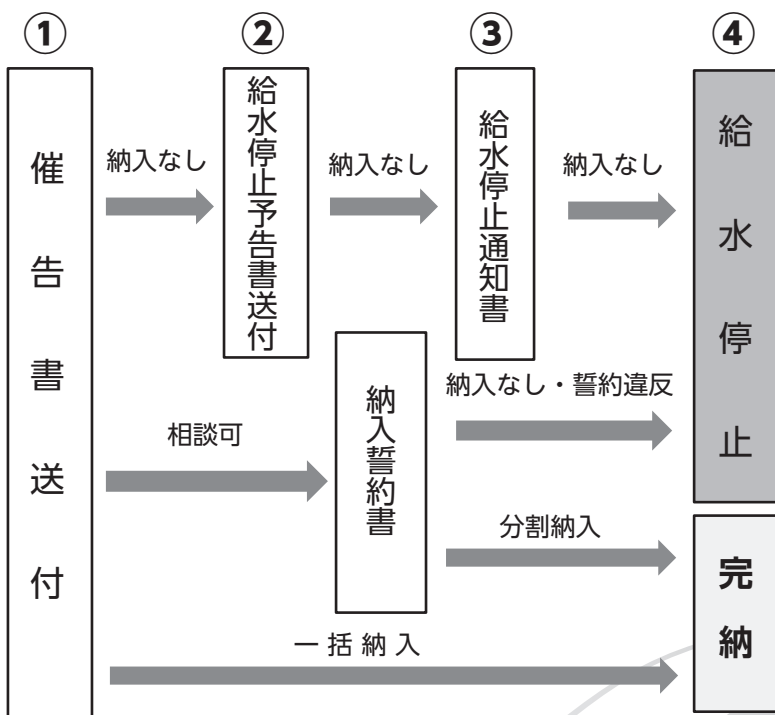 ①
②
③
④
催告書送付
納入なし
給水停止予告書送付
納入なし
給水停止通知書
納入なし
給水停止
相談可
納入誓約書
納入なし・誓約違反
分割納入
完納
一括納入